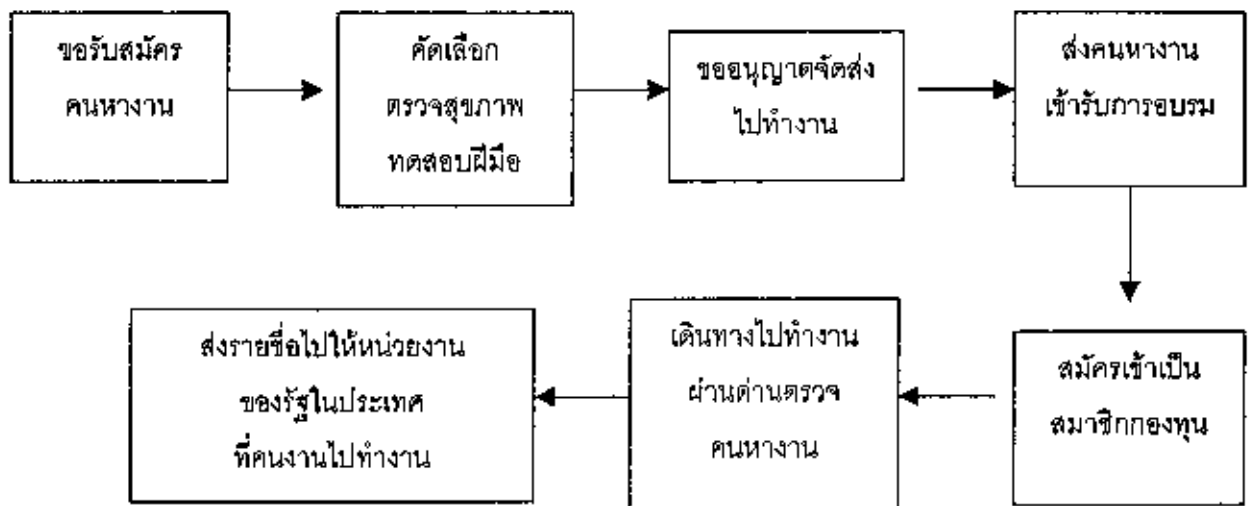 ขอรับสมัคร
คนหางาน
คัดเลือก
ตรวจสุขภาพ
ทดสอบฝีมือ
ขออนุญาตจัดส่ง
ไปทำงาน
ส่งคนหางาน
เข้ารับการอบรม
สมัครเข้าเป็น
สมาชิกกองทุน
เดินทางไปทำงาน
ผ่านด่านตรวจ
คนหางาน
ส่งรายชื่อไปให้หน่วยงาน
ของรัฐในประเทศ
ที่คนงานไปทำงาน